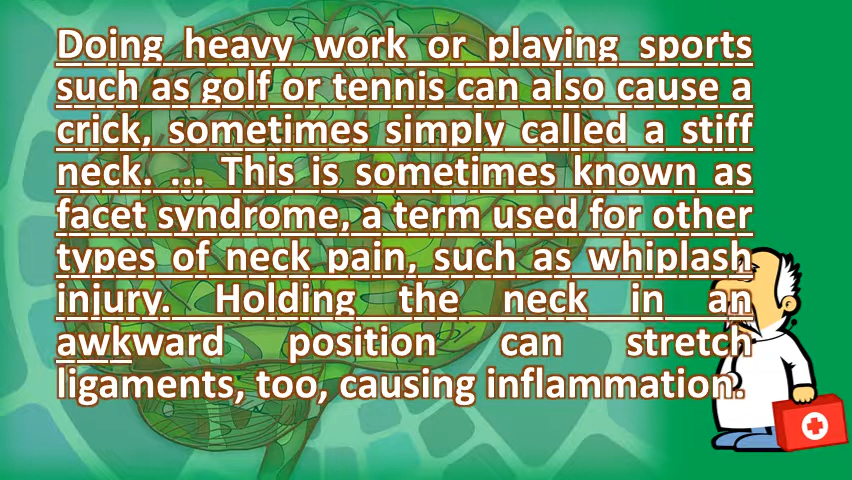 Doing heavy work or playing sports
such as golf or tennis can also cause a
crick, sometimes simply called a stiff
neck. ... This is sometimes known as
facet syndrome, a term used for other
types of neck pain, such as whiplash
injury. Holding the neck in an
awkward position can stretch
ligaments, too, causing inflammation.